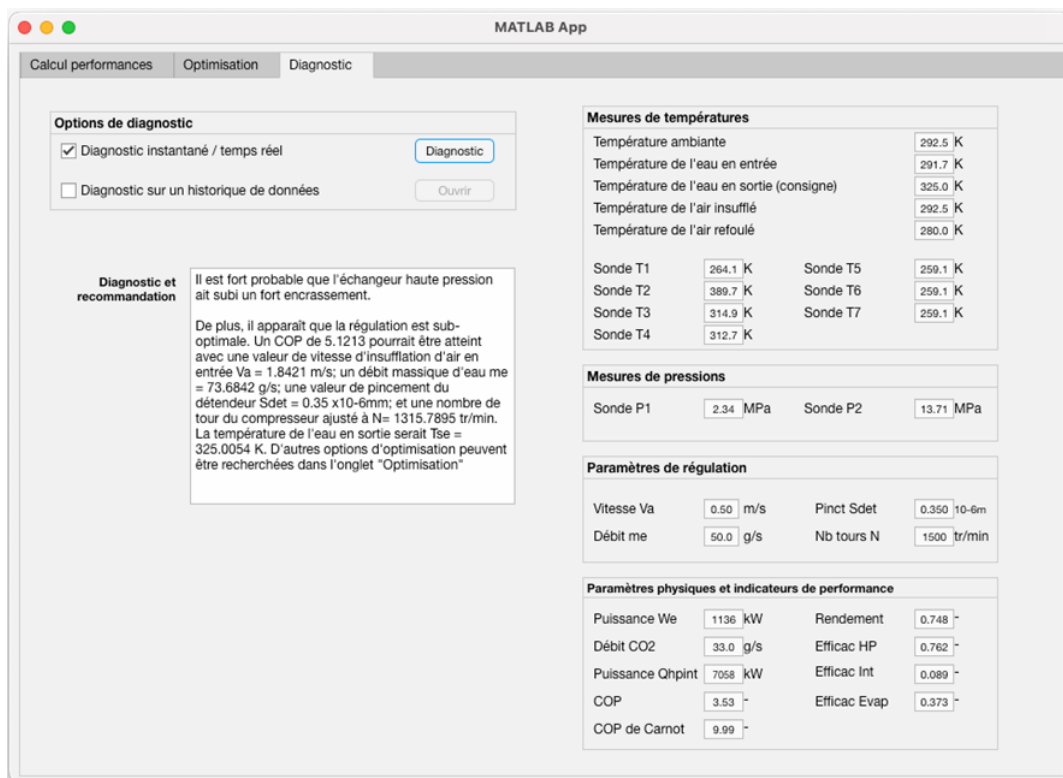 MATLAB App
Calcul performances Optimisation Diagnostic
Options de diagnostic
Diagnostic instantané / temps réel Diagnostic
Diagnostic sur un historique de données Ouvrir
Diagnostic et
recommandation
Il est fort probable que l'échangeur haute pression
ait subi un fort encrassement.
De plus, il apparaît que la régulation est sub-
optimale. Un COP de 5.1213 pourrait être atteint
avec une valeur de vitesse d'insufflation d'air en
entrée Va = 1.8421 m/s; un débit massique d'eau me
= 73.6842 g/s; une valeur de pincement du
détendeur Sdet = 0.35 x10-6mm; et une nombre de
tour du compresseur ajusté à N= 1315.7895 tr/min.
La température de l'eau en sortie serait Tse =
325.0054 K. D'autres options d'optimisation peuvent
être recherchées dans l'onglet "Optimisation"
Mesures de températures
Température ambiante 292.5 K
Température de l'eau en entrée 291.7 K
Température de l'eau en sortie (consigne) 325.0 K
Température de l'air insufflé 292.5 K
Température de l'air refoulé 280.0 K
Sonde T1 264.1 K Sonde T5 259.1 K
Sonde T2 389.7 K Sonde T6 259.1 K
Sonde T3 314.9 K Sonde T7 259.1 K
Sonde T4 312.7 K
Mesures de pressions
Sonde P1 2.34 MPa Sonde P2 13.71 MPa
Paramètres de régulation
Vitesse Va 0.50 m/s Pinct Sdet 0.350 10-6m
Débit me 50.0 g/s Nb tours N 1500 tr/min
Paramètres physiques et indicateurs de performance
Puissance We 1136 kW Rendement 0.748 -
Débit CO2 33.0 g/s Efficac HP 0.762 -
Puissance Qhpint 7058 kW Efficac Int 0.089 -
COP 3.53 - Efficac Evap 0.373 -
COP de Carnot 9.99 -